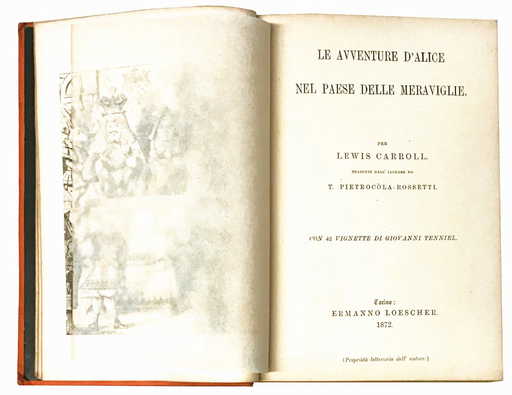 LE AVVENTURE D'ALICE
NEL PAESE DELLE MERAVIGLIE.
PER
LEWIS CARROLL.
TRADOTTE DALL' INGLESE DA
T. PIETROCÒLA-ROSSETTI.
CON 42 VIGNETTE DI GIOVANNI TENNIEL.
Torino:
ERMANNO LOESCHER.
1872.
(Proprietà letteraria dell' autore.)